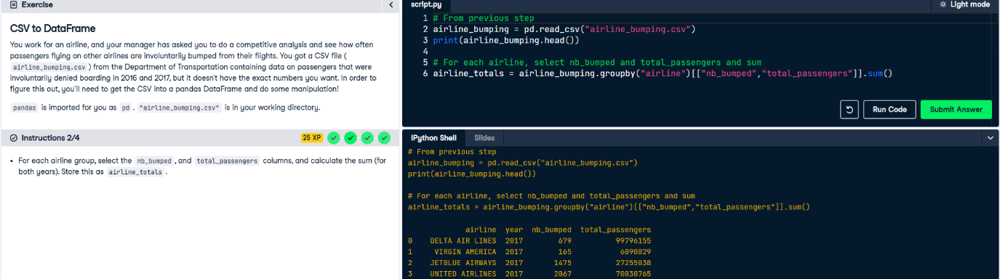 Exercise
CSV to DataFrame
You work for an airline, and your manager has asked you to do a competitive analysis and see how often
passengers flying on other airlines are involuntarily bumped from their flights. You got a CSV file (
airline_bumping.csv ) from the Department of Transportation containing data on passengers that were
involuntarily denied boarding in 2016 and 2017, but it doesn't have the exact numbers you want. In order to
figure this out, you'll need to get the CSV into a pandas DataFrame and do some manipulation!
pandas is imported for you as pd . "airline_bumping.csv" is in your working directory.
Instructions 2/4
25 XP
• For each airline group, select the nb_bumped , and total_passengers columns, and calculate the sum (for
both years). Store this as airline_totals .
script.py
Light mode
1 # From previous step
2 airline_bumping = pd.read_csv("airline_bumping.csv")
3 print(airline_bumping.head())
4
5 # For each airline, select nb_bumped and total_passengers and sum
6 airline_totals = airline_bumping.groupby("airline")[["nb_bumped","total_passengers"]].sum()
Run Code
Submit Answer
IPython Shell
Slides
# From previous step
airline_bumping = pd.read_csv("airline_bumping.csv")
print(airline_bumping.head())
# For each airline, select nb_bumped and total_passengers and sum
airline_totals = airline_bumping.groupby("airline")[["nb_bumped","total_passengers"]].sum()
airline year nb_bumped total_passengers
0 DELTA AIR LINES 2017 679 99796155
1 VIRGIN AMERICA 2017 165 6090029
2 JETBLUE AIRWAYS 2017 1475 27255038
3 UNITED AIRLINES 2017 2067 70030765